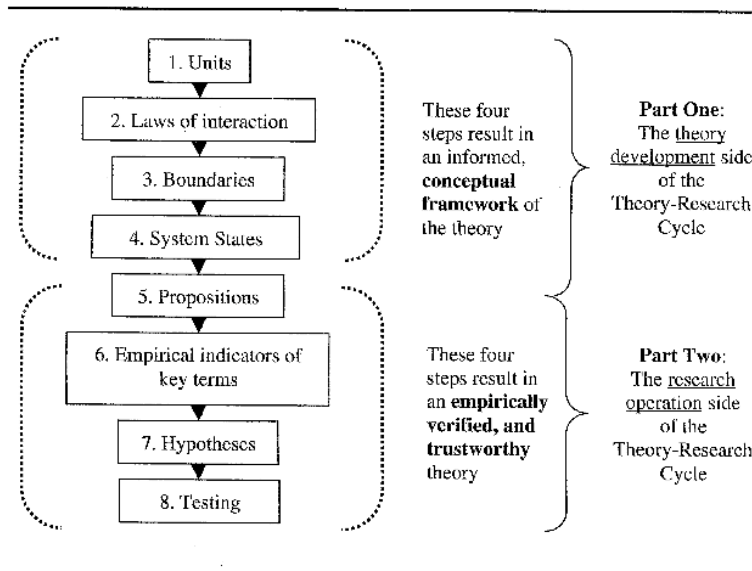 1. Units
2. Laws of interaction
3. Boundaries
4. System States
5. Propositions
6. Empirical indicators of
key terms
7. Hypotheses
8. Testing
These four
steps result in
an informed,
conceptual
framework of
the theory
These four
steps result in
an empirically
verified, and
trustworthy
theory
Part One:
The theory
development side
of the
Theory-Research
Cycle
Part Two:
The research
operation side
of the
Theory-Research
Cycle